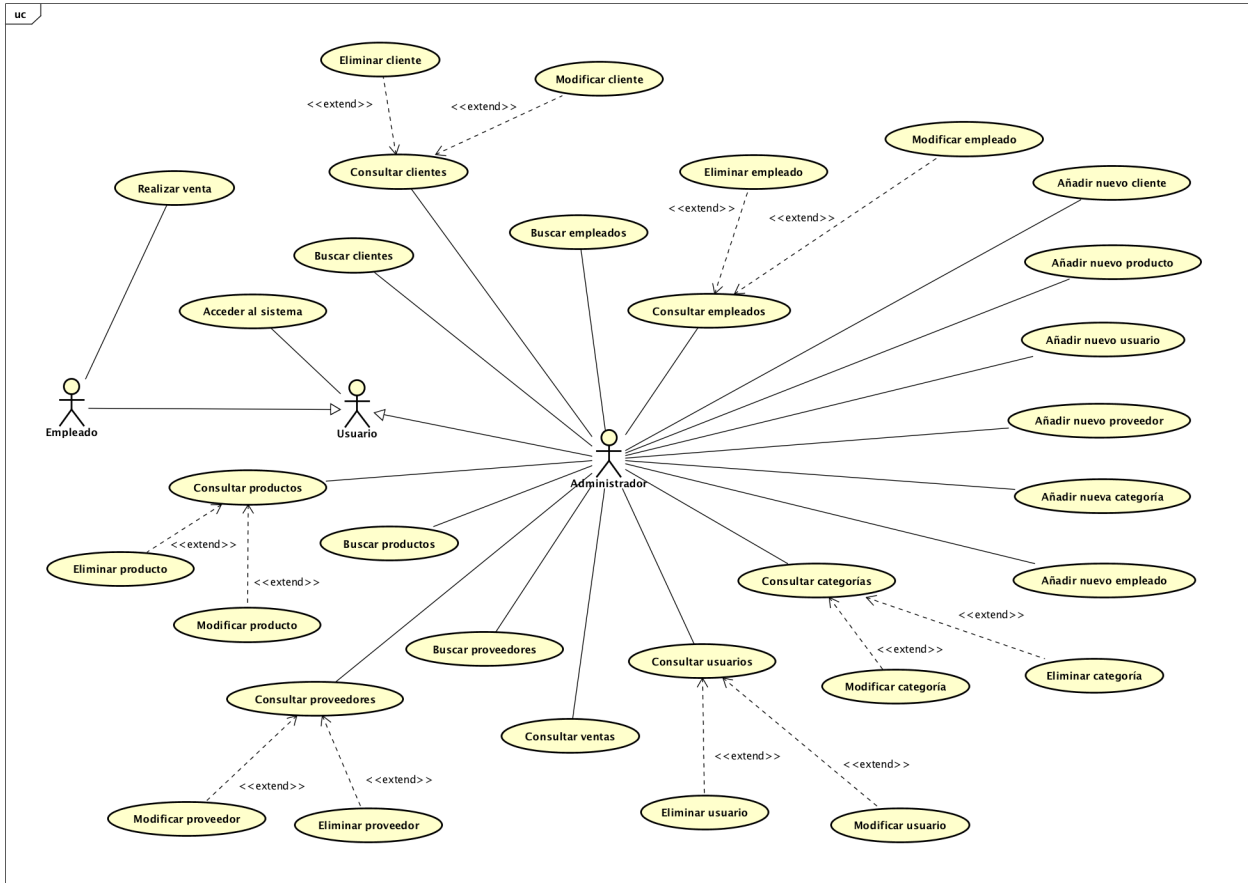 uc
Eliminar cliente
Modificar cliente
<<extend>>
<<extend>>
Consultar clientes
Modificar empleado
Eliminar empleado
Añadir nuevo cliente
Realizar venta
<<extend>>
<<extend>>
Buscar empleados
Buscar clientes
Añadir nuevo producto
Acceder al sistema
Consultar empleados
Añadir nuevo usuario
Empleado
Usuario
Añadir nuevo proveedor
Administrador
Consultar productos
Añadir nueva categoría
Buscar productos
<<extend>>
Eliminar producto
<<extend>>
Consultar categorías
Añadir nuevo empleado
Modificar producto
<<extend>>
Buscar proveedores
<<extend>>
Consultar usuarios
Eliminar categoría
Modificar categoría
Consultar proveedores
Consultar ventas
<<extend>>
<<extend>>
<<extend>>
<<extend>>
Modificar proveedor
Eliminar proveedor
Eliminar usuario
Modificar usuario